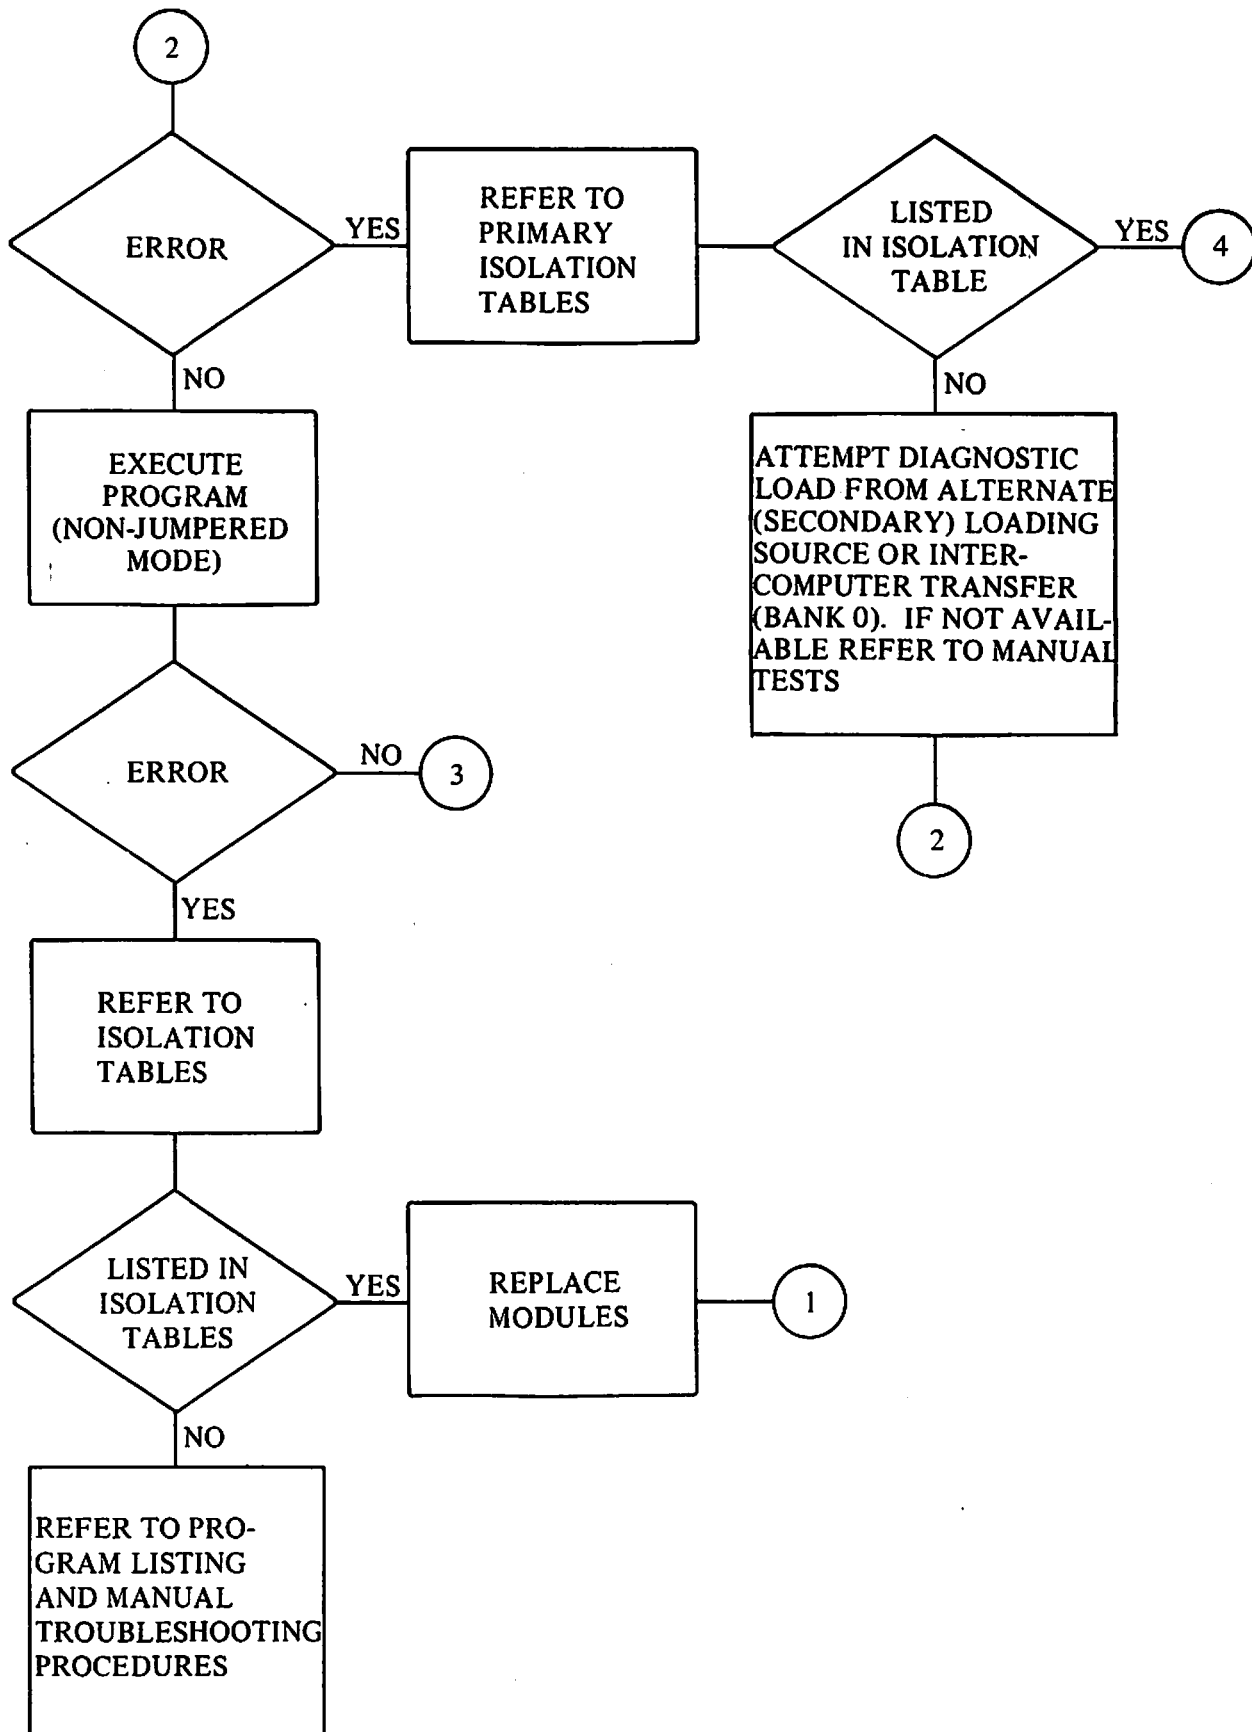 2
ERROR
YES
REFER TO
PRIMARY
ISOLATION
TABLES
LISTED
IN ISOLATION
TABLE
YES
4
NO
EXECUTE
PROGRAM
(NON-JUMPERED
MODE)
NO
ATTEMPT DIAGNOSTIC
LOAD FROM ALTERNATE
(SECONDARY) LOADING
SOURCE OR INTER-
COMPUTER TRANSFER
(BANK 0). IF NOT AVAIL-
ABLE REFER TO MANUAL
TESTS
2
ERROR
NO
3
YES
REFER TO
ISOLATION
TABLES
LISTED IN
ISOLATION
TABLES
YES
REPLACE
MODULES
1
NO
REFER TO PRO-
GRAM LISTING
AND MANUAL
TROUBLESHOOTING
PROCEDURES